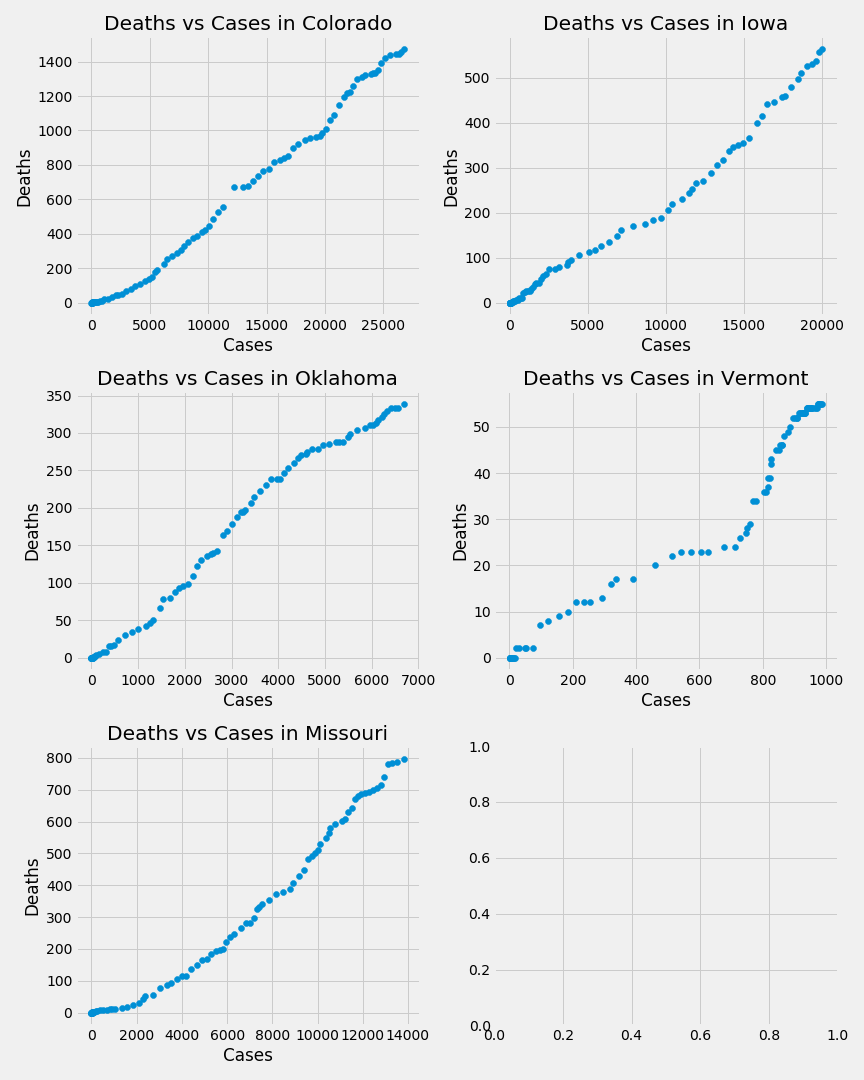 Deaths vs Cases in Colorado
1400
1200
1000
800
600
400
200
0
Deaths
0 5000 10000 15000 20000 25000
Cases
Deaths vs Cases in Iowa
500
400
300
200
100
0
Deaths
0 5000 10000 15000 20000
Cases
Deaths vs Cases in Oklahoma
350
300
250
200
150
100
50
0
Deaths
0 1000 2000 3000 4000 5000 6000 7000
Cases
Deaths vs Cases in Vermont
50
40
30
20
10
0
Deaths
0 200 400 600 800 1000
Cases
Deaths vs Cases in Missouri
800
700
600
500
400
300
200
100
0
Deaths
0 2000 4000 6000 8000 10000 12000 14000
Cases
1.0
0.8
0.6
0.4
0.2
0.0
0.0 0.2 0.4 0.6 0.8 1.0